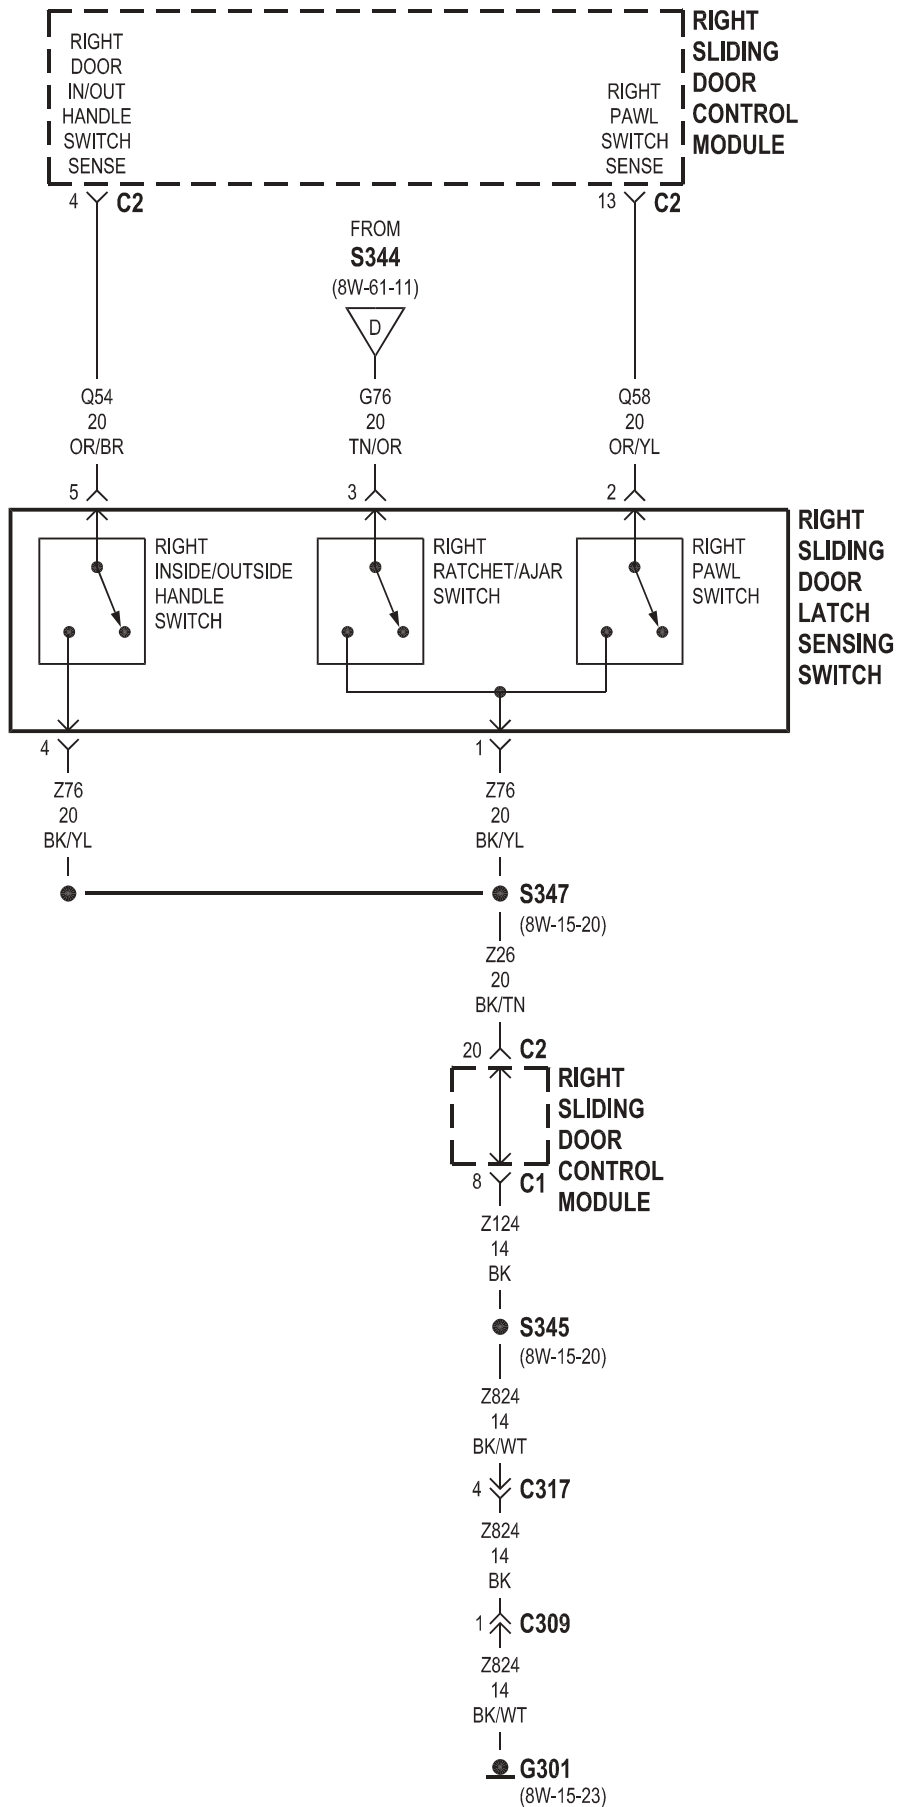 RIGHT
SLIDING
DOOR
CONTROL
MODULE
RIGHT
DOOR
IN/OUT
HANDLE
SWITCH
SENSE
RIGHT
PAWL
SWITCH
SENSE
4 C2
13 C2
FROM
S344
(8W-61-11)
D
Q54
20
OR/BR
G76
20
TN/OR
Q58
20
OR/YL
5
3
2
RIGHT
INSIDE/OUTSIDE
HANDLE
SWITCH
RIGHT
RATCHET/AJAR
SWITCH
RIGHT
PAWL
SWITCH
RIGHT
SLIDING
DOOR
LATCH
SENSING
SWITCH
4
1
Z76
20
BK/YL
Z76
20
BK/YL
S347
(8W-15-20)
Z26
20
BK/TN
20 C2
RIGHT
SLIDING
DOOR
CONTROL
MODULE
8 C1
Z124
14
BK
S345
(8W-15-20)
Z824
14
BK/WT
4 C317
Z824
14
BK
1 C309
Z824
14
BK/WT
G301
(8W-15-23)